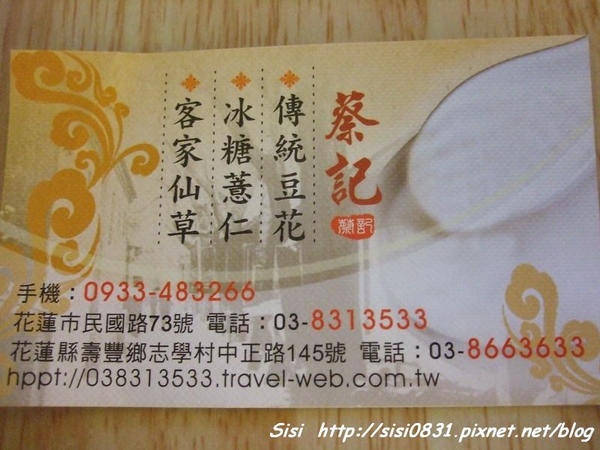 蔡記
蔡記
傳統豆花
冰糖薏仁
客家仙草
手機：0933-483266
花蓮市民國路73號 電話：03-8313533
花蓮縣壽豐鄉志學村中正路145號 電話：03-8663633
hppt://038313533.travel-web.com.tw
Sisi http://sisi0831.pixnet.net/blog